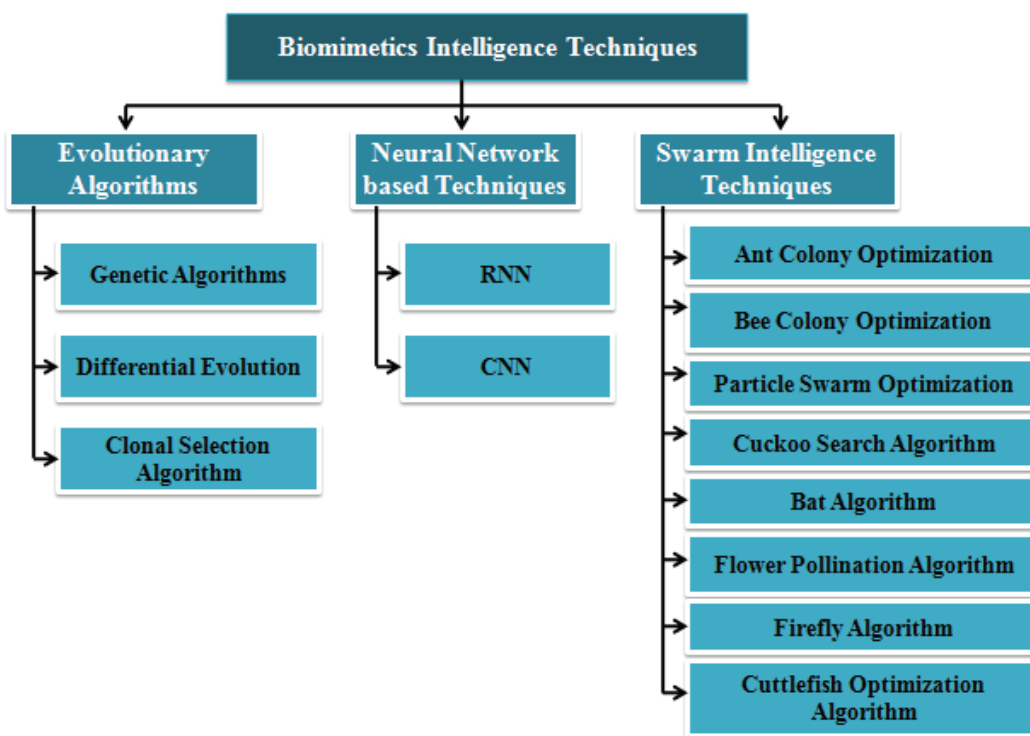 Biomimetics Intelligence Techniques
Evolutionary
Algorithms
Genetic Algorithms
Differential Evolution
Clonal Selection
Algorithm
Neural Network
based Techniques
RNN
CNN
Swarm Intelligence
Techniques
Ant Colony Optimization
Bee Colony Optimization
Particle Swarm Optimization
Cuckoo Search Algorithm
Bat Algorithm
Flower Pollination Algorithm
Firefly Algorithm
Cuttlefish Optimization
Algorithm